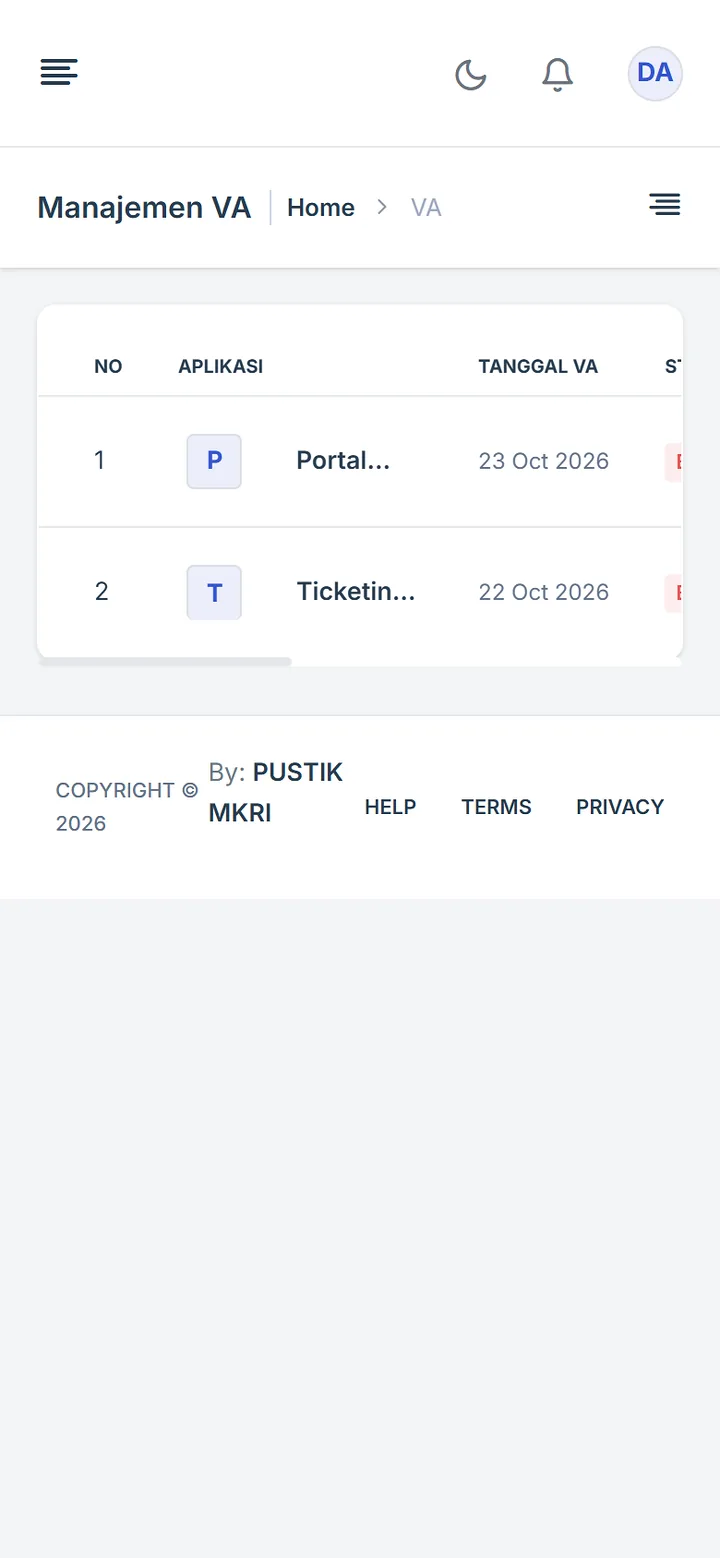 DA
Manajemen VA Home > VA
NO APLIKASI TANGGAL VA
1 P Portal... 23 Oct 2026
2 T Ticketin... 22 Oct 2026
COPYRIGHT © 2026
By: PUSTIK MKRI
HELP TERMS PRIVACY